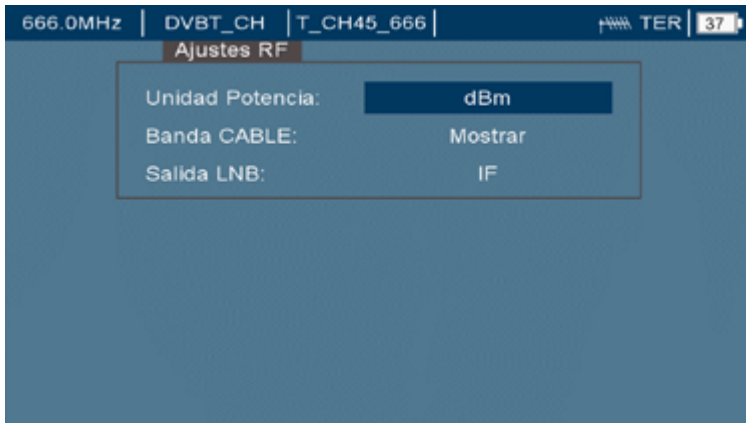 666.0MHz DVBT_CH T_CH45_666 TER 37
Ajustes RF
Unidad Potencia: dBm
Banda CABLE: Mostrar
Salida LNB: IF